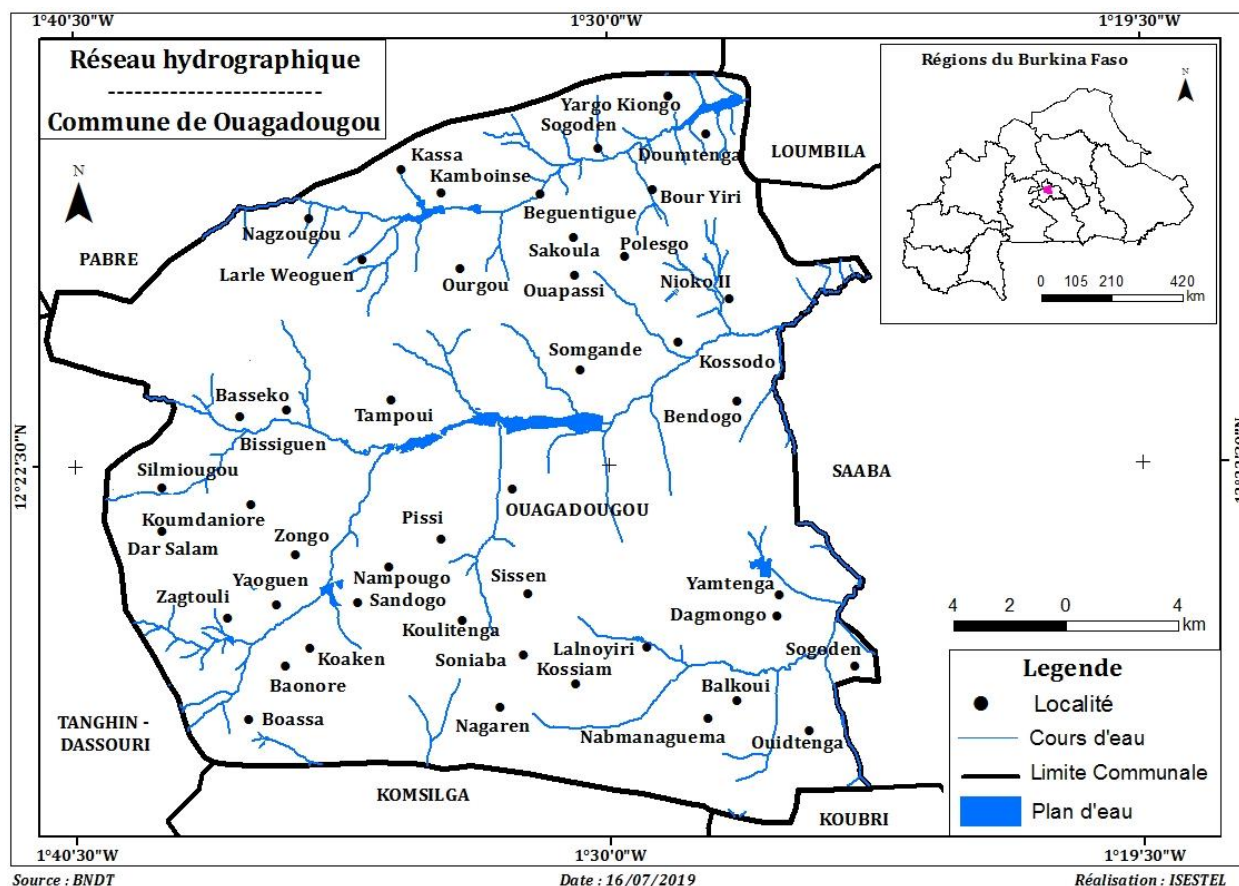 1°40'30"W
1°30'0"W
1°19'30"W
Réseau hydrographique
------------------------
Commune de Ouagadougou
Régions du Burkina Faso
N
0 105 210 420
km
N
Yargo Kiongo
Sogoden
Doumtenga
LOUMBILA
Kassa
Kamboinse
Beguentigue
Bour Yiri
Nagzougou
Sakoula
Polesgo
PABRE
Larle Weoguen
Ourgou
Ouapassi
Nioko II
Somgande
Kossodo
Basseko
Tampoui
Bendogo
Bissiguen
12°22'30"N
12°22'30"N
Silmiougou
SAABA
OUAGADOUGOU
Koumdaniore
Pissi
Dar Salam
Zongo
Nampougo
Sissen
Yaoguen
Yamtenga
Zagtouli
Sandogo
Dagmongo
Koulitenga
4 2 0 4
km
Lalnoyiri
Sogoden
Koaken
Soniaba
Kossiam
Baonore
Balkoui
TANGHIN -
DASSOURI
Boassa
Nagaren
Nabmanaguema
Ouidtenga
KOMSILGA
KOUBRI
Legende
Localité
Cours d'eau
Limite Communale
Plan d'eau
1°40'30"W
1°30'0"W
1°19'30"W
Source : BNDT
Date : 16/07/2019
Réalisation : ISESTEL